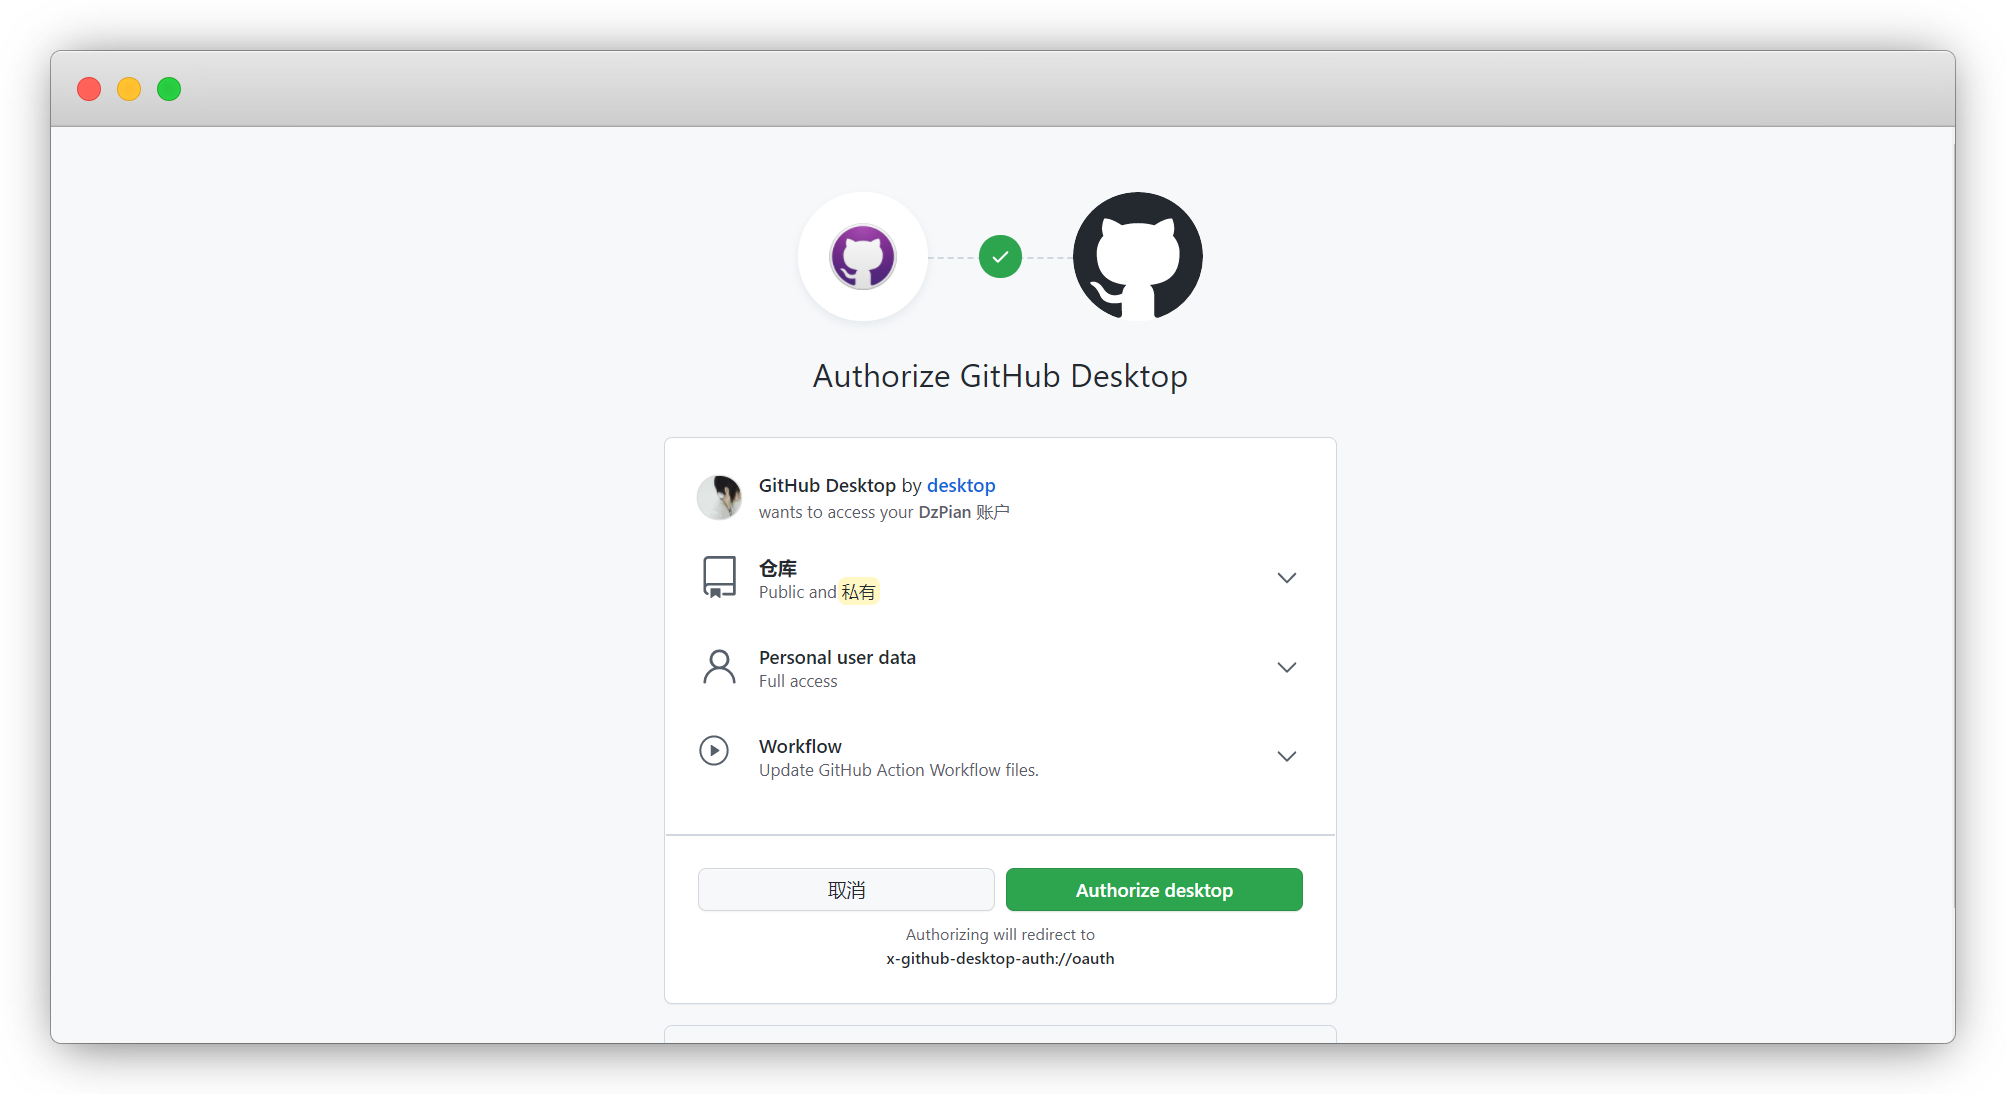 Authorize GitHub Desktop
GitHub Desktop by desktop
wants to access your DzPian 账户
仓库
Public and 私有
Personal user data
Full access
Workflow
Update GitHub Action Workflow files.
取消
Authorize desktop
Authorizing will redirect to
x-github-desktop-auth://oauth